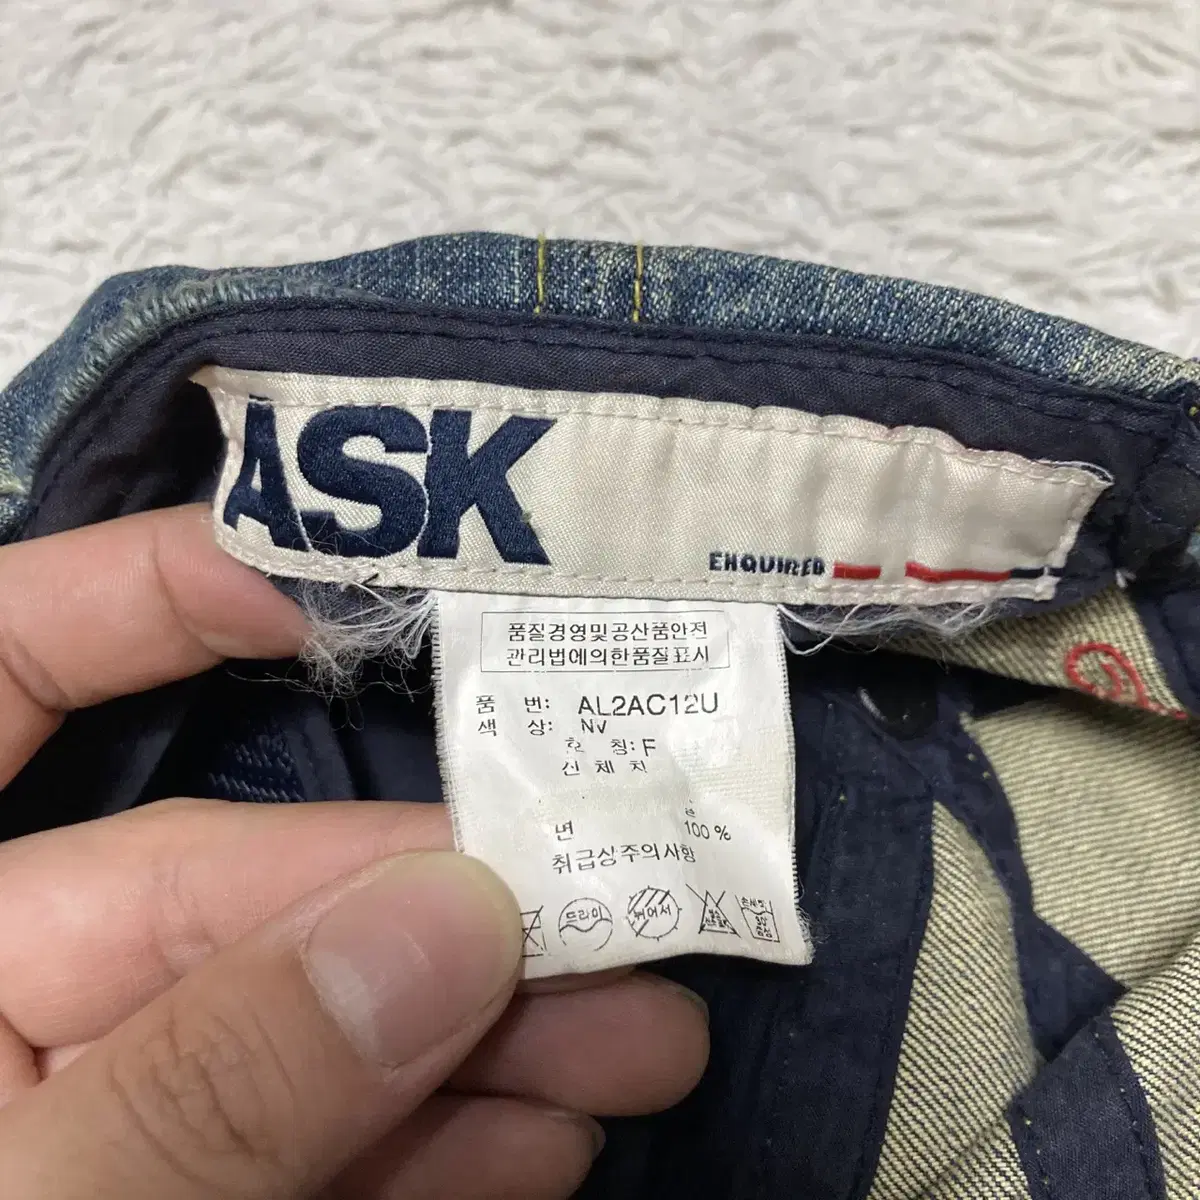 ASK
ENQUIRED
품질경영및공산품안전
관리법에의한품질표시
품 번: AL2AC12U
색 상: NV
호 칭: F
신체치
면 100%
취급상주의사항
드라이